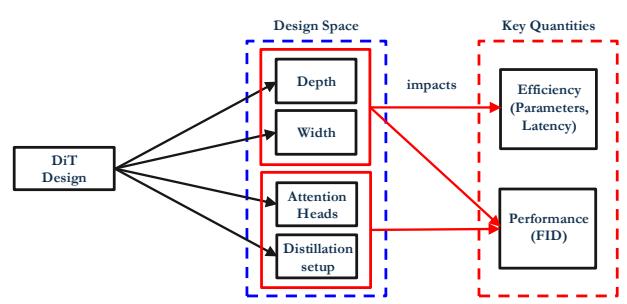 Design Space
Key Quantities
DiT
Design
Depth
Width
Attention
Heads
Distillation
setup
impacts
Efficiency
(Parameters,
Latency)
Performance
(FID)